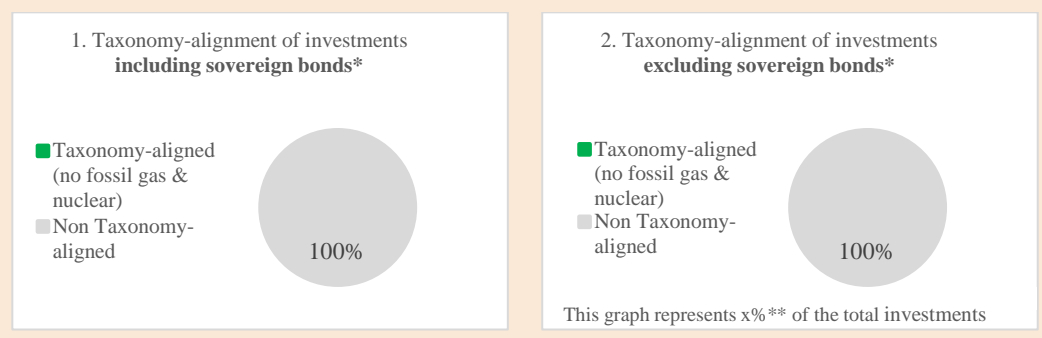 1. Taxonomy-alignment of investments
including sovereign bonds*
Taxonomy-aligned
(no fossil gas &
nuclear)
Non Taxonomy-
aligned
100%
2. Taxonomy-alignment of investments
excluding sovereign bonds*
Taxonomy-aligned
(no fossil gas &
nuclear)
Non Taxonomy-
aligned
100%
This graph represents x%** of the total investments